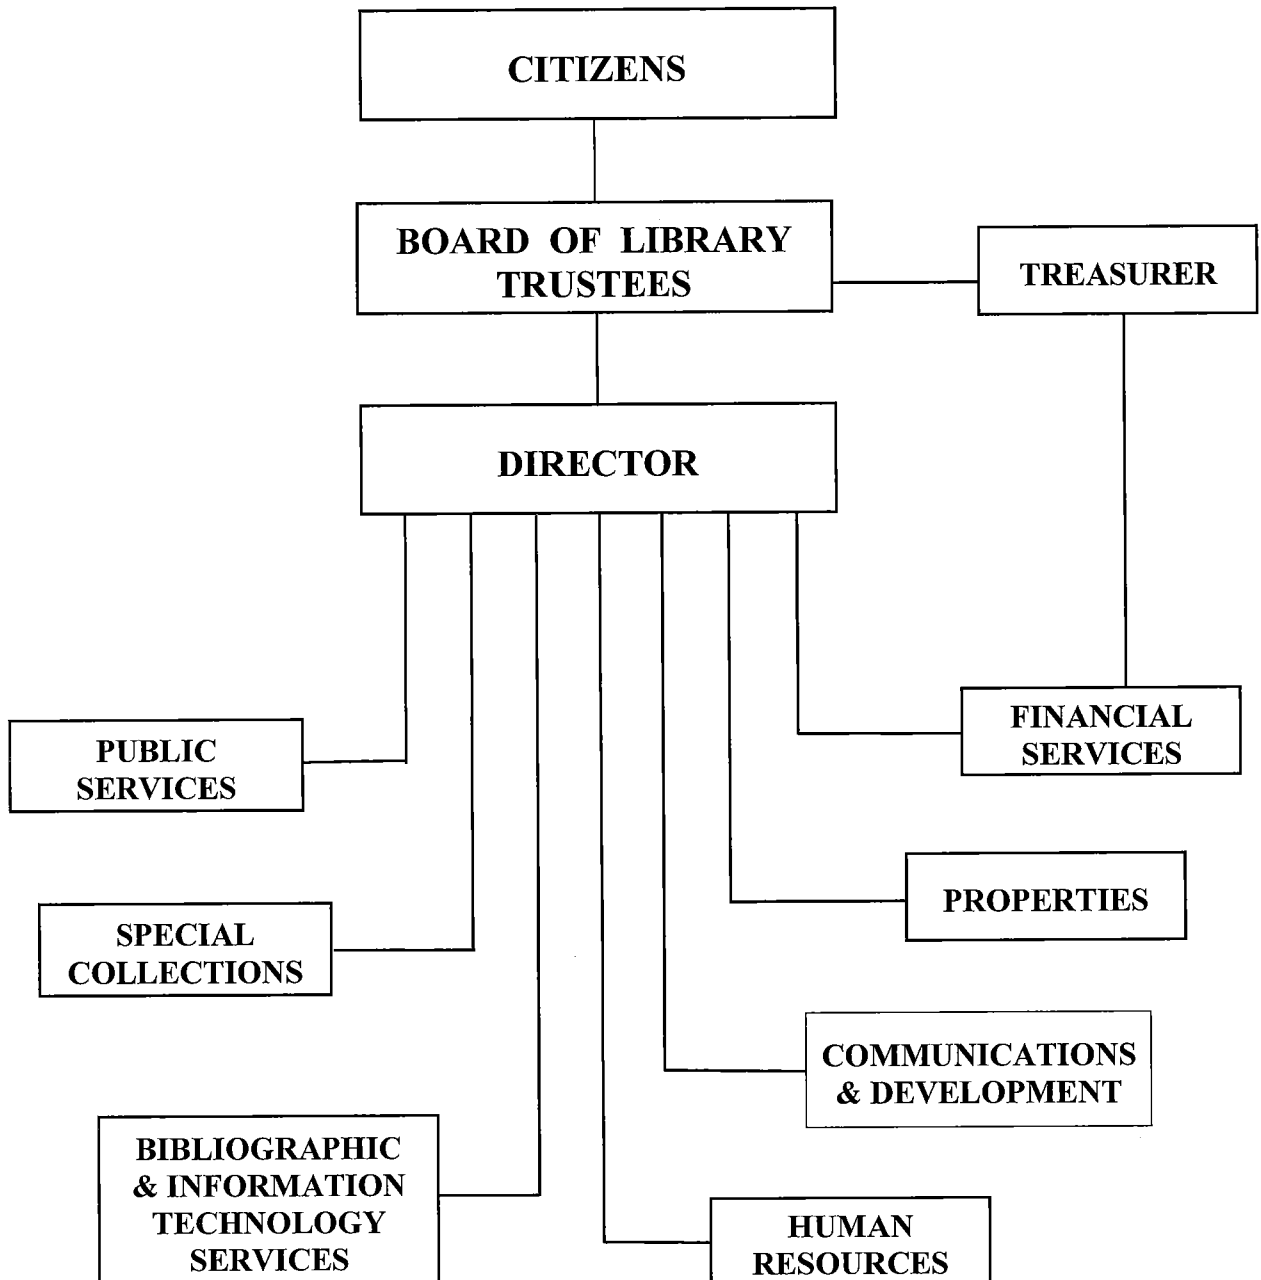 CITIZENS
BOARD OF LIBRARY
TRUSTEES
TREASURER
DIRECTOR
FINANCIAL
SERVICES
PUBLIC
SERVICES
PROPERTIES
SPECIAL
COLLECTIONS
COMMUNICATIONS
& DEVELOPMENT
BIBLIOGRAPHIC
& INFORMATION
TECHNOLOGY
SERVICES
HUMAN
RESOURCES